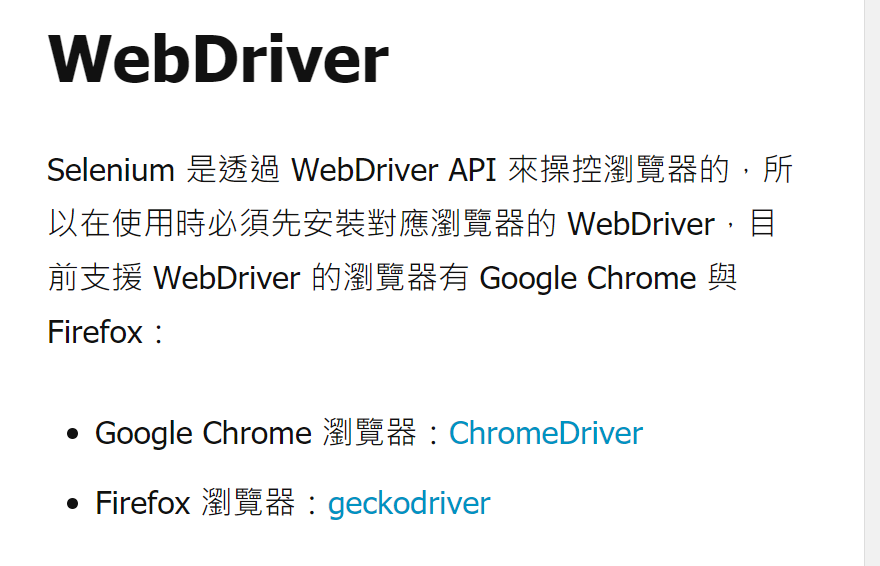 WebDriver
Selenium 是透過 WebDriver API 來操控瀏覽器的，所
以在使用時必須先安裝對應瀏覽器的 WebDriver，目
前支援 WebDriver 的瀏覽器有 Google Chrome 與
Firefox：
• Google Chrome 瀏覽器：ChromeDriver
• Firefox 瀏覽器：geckodriver